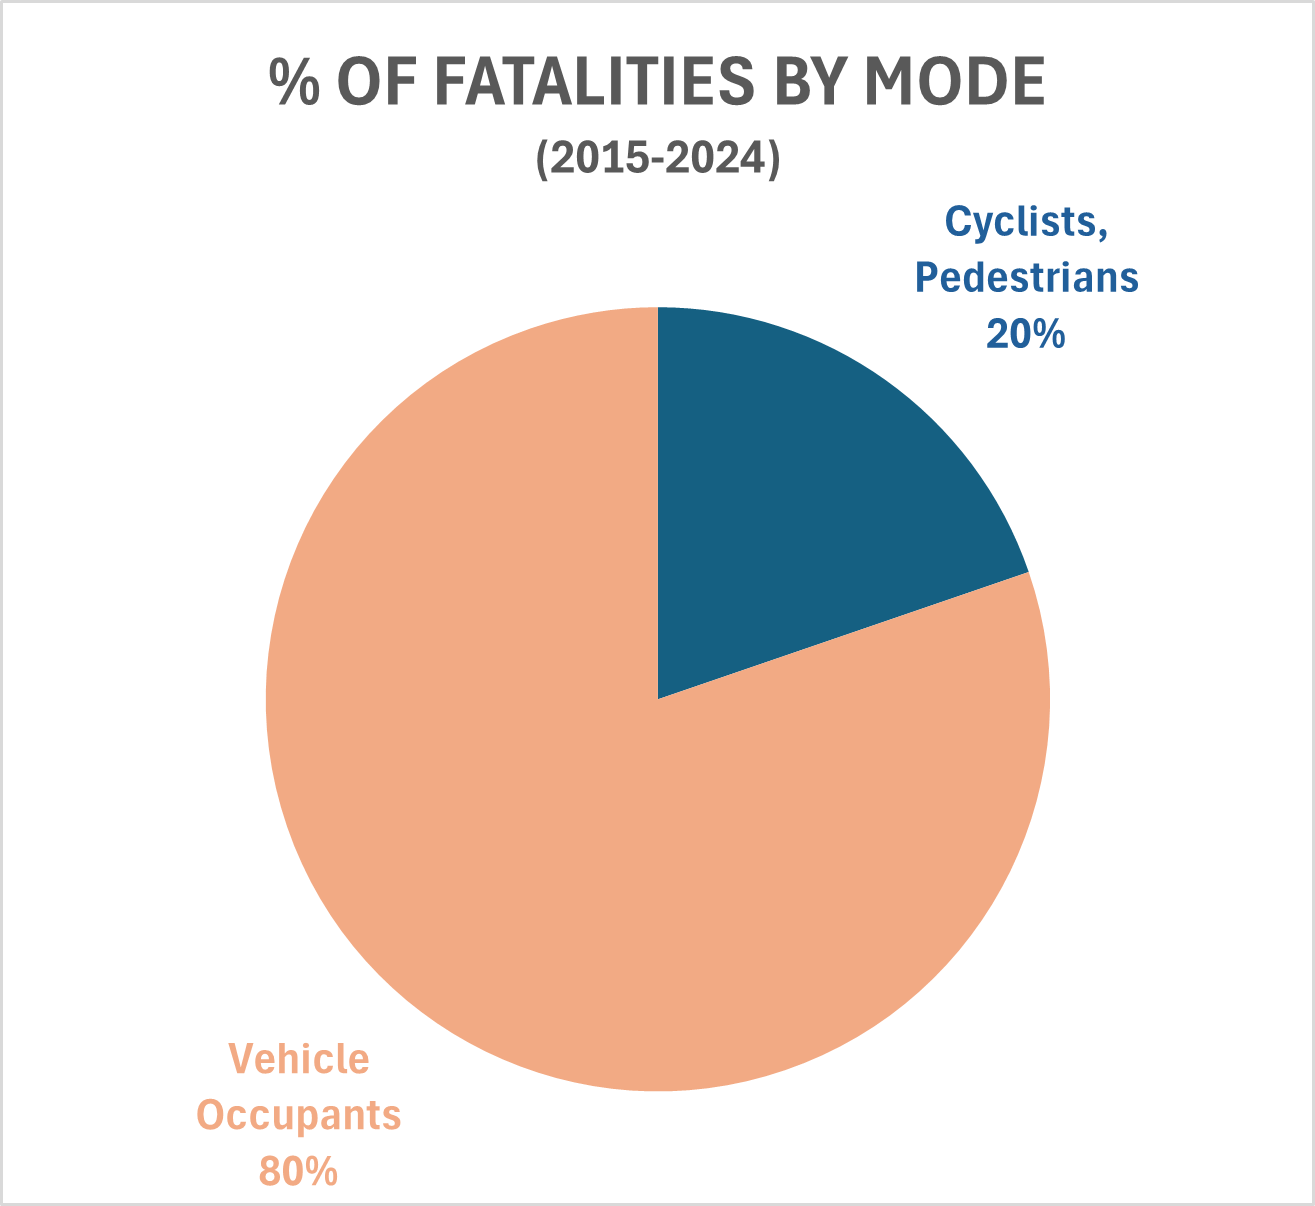 % OF FATALITIES BY MODE
(2015-2024)
Cyclists,
Pedestrians
20%
Vehicle
Occupants
80%